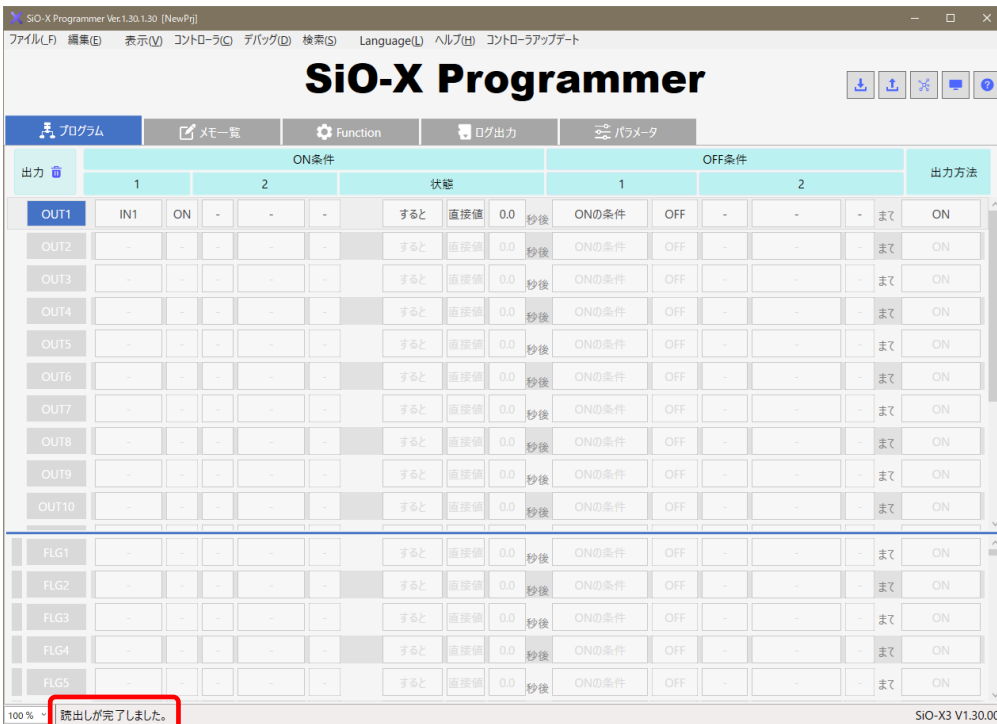 SiO-X Programmer Ver.1.30.1.30 [NewPrj]
ファイル(F) 編集(E) 表示(V) コントローラ(C) デバッグ(D) 検索(S) Language(L) ヘルプ(H) コントローラアップデート
SiO-X Programmer
プログラム メモ一覧 Function ログ出力 パラメータ
出力 ON条件 OFF条件 出力方法
1 2 状態 1 2
OUT1 IN1 ON - - - すると 直接値 0.0 秒後 ONの条件 OFF - - - まで ON
OUT2 - - - - - すると 直接値 0.0 秒後 ONの条件 OFF - - - まで ON
OUT3 - - - - - すると 直接値 0.0 秒後 ONの条件 OFF - - - まで ON
OUT4 - - - - - すると 直接値 0.0 秒後 ONの条件 OFF - - - まで ON
OUT5 - - - - - すると 直接値 0.0 秒後 ONの条件 OFF - - - まで ON
OUT6 - - - - - すると 直接値 0.0 秒後 ONの条件 OFF - - - まで ON
OUT7 - - - - - すると 直接値 0.0 秒後 ONの条件 OFF - - - まで ON
OUT8 - - - - - すると 直接値 0.0 秒後 ONの条件 OFF - - - まで ON
OUT9 - - - - - すると 直接値 0.0 秒後 ONの条件 OFF - - - まで ON
OUT10 - - - - - すると 直接値 0.0 秒後 ONの条件 OFF - - - まで ON
FLG1 - - - - - すると 直接値 0.0 秒後 ONの条件 OFF - - - まで ON
FLG2 - - - - - すると 直接値 0.0 秒後 ONの条件 OFF - - - まで ON
FLG3 - - - - - すると 直接値 0.0 秒後 ONの条件 OFF - - - まで ON
FLG4 - - - - - すると 直接値 0.0 秒後 ONの条件 OFF - - - まで ON
FLG5 - - - - - すると 直接値 0.0 秒後 ONの条件 OFF - - - まで ON
100 % 読出しが完了しました。 SiO-X3 V1.30.00